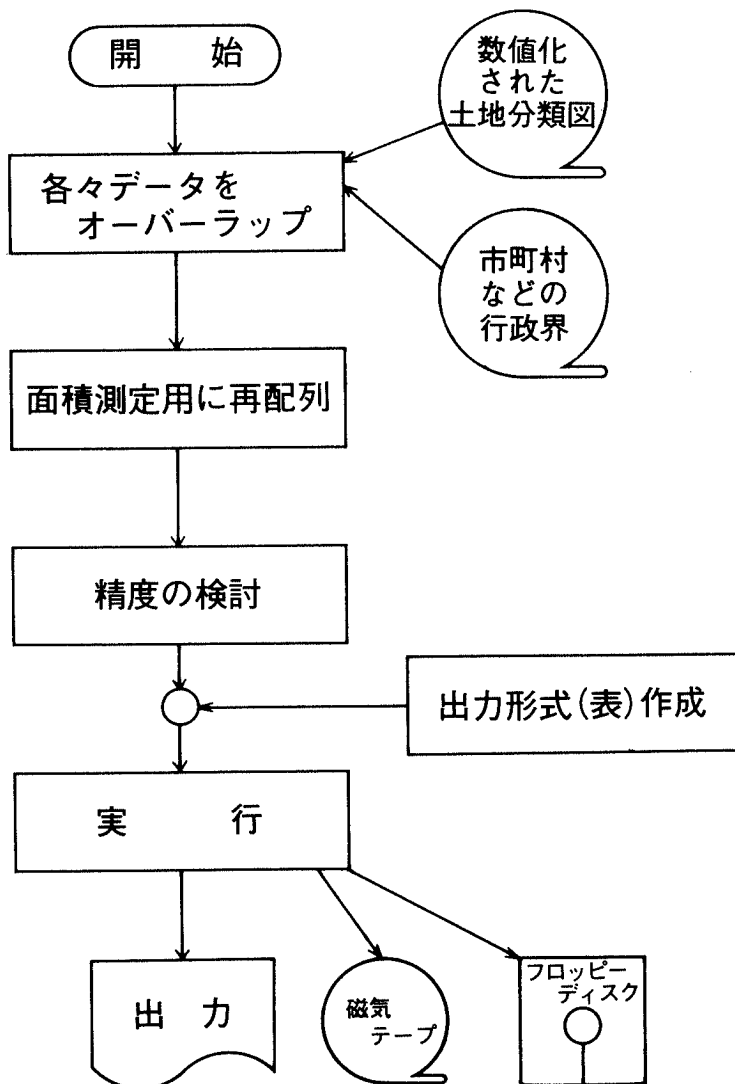 開 始
数値化
された
土地分類図
各々データを
オーバーラップ
市町村
などの
行政界
面積測定用に再配列
精度の検討
出力形式(表)作成
実 行
出 力
磁気
テープ
フロッピー
ディスク